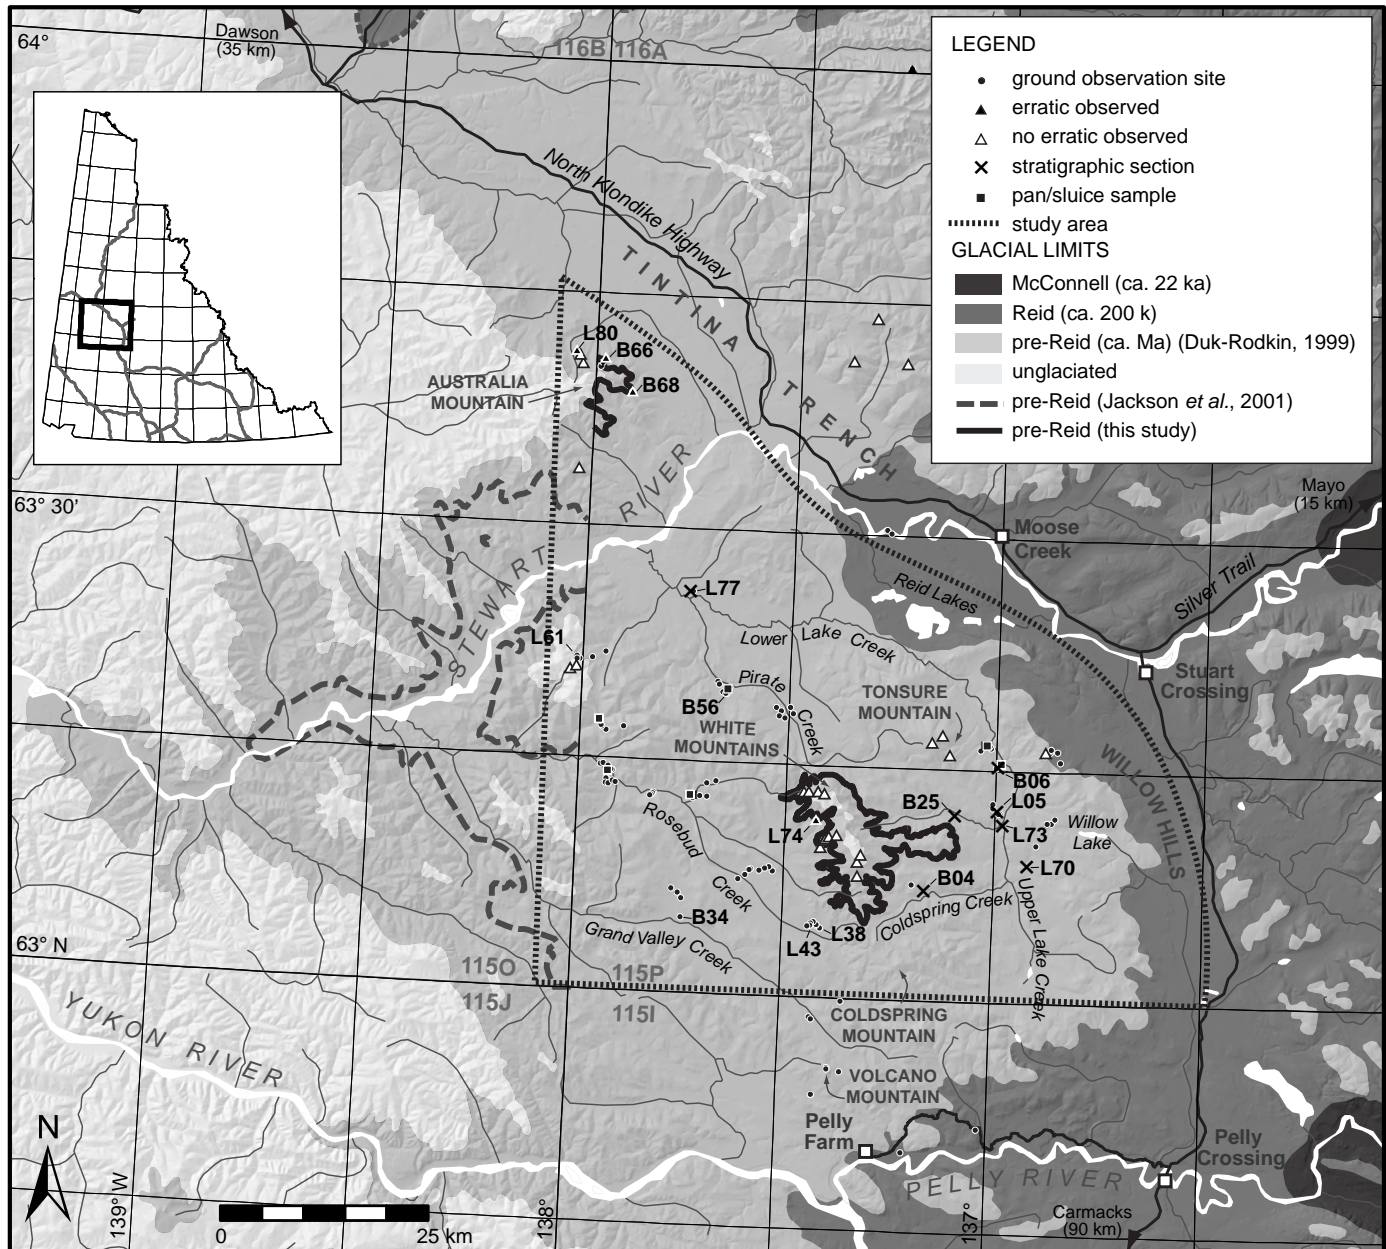 64°
Dawson
(35 km)
116B 116A
LEGEND
ground observation site
erratic observed
no erratic observed
stratigraphic section
pan/sluice sample
study area
GLACIAL LIMITS
McConnell (ca. 22 ka)
Reid (ca. 200 k)
pre-Reid (ca. Ma) (Duk-Rodkin, 1999)
unglaciated
pre-Reid (Jackson et al., 2001)
pre-Reid (this study)
North Klondike Highway
TINTINA TRENCH
L80
B66
B68
AUSTRALIA
MOUNTAIN
63° 30'
STEWART RIVER
Mayo
(15 km)
Moose
Creek
Silver Trail
Reid Lakes
L77
Lower Lake Creek
L61
Stuart
Crossing
Pirate Creek
B56
TONSURE
MOUNTAIN
WHITE
MOUNTAINS
WILLOW HILLS
B06
B25
L05
L73
Willow
Lake
L74
Rosebud Creek
L70
B04
Coldspring Creek
Upper Lake Creek
B34
L38
L43
Grand Valley Creek
63° N
115O
115P
115J
115I
COLDSPRING
MOUNTAIN
YUKON RIVER
VOLCANO
MOUNTAIN
Pelly
Farm
Pelly
Crossing
PELLY RIVER
N
139° W
138°
137°
Carmacks
(90 km)
0
25 km